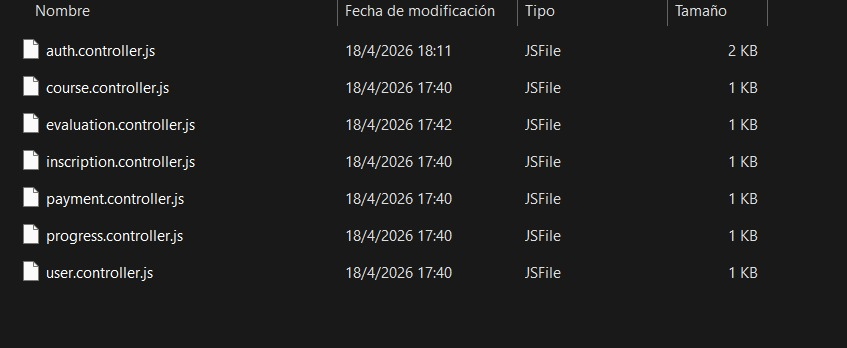 Nombre Fecha de modificación Tipo Tamaño
auth.controller.js 18/4/2026 18:11 JSFile 2 KB
course.controller.js 18/4/2026 17:40 JSFile 1 KB
evaluation.controller.js 18/4/2026 17:42 JSFile 1 KB
inscription.controller.js 18/4/2026 17:40 JSFile 1 KB
payment.controller.js 18/4/2026 17:40 JSFile 1 KB
progress.controller.js 18/4/2026 17:40 JSFile 1 KB
user.controller.js 18/4/2026 17:40 JSFile 1 KB